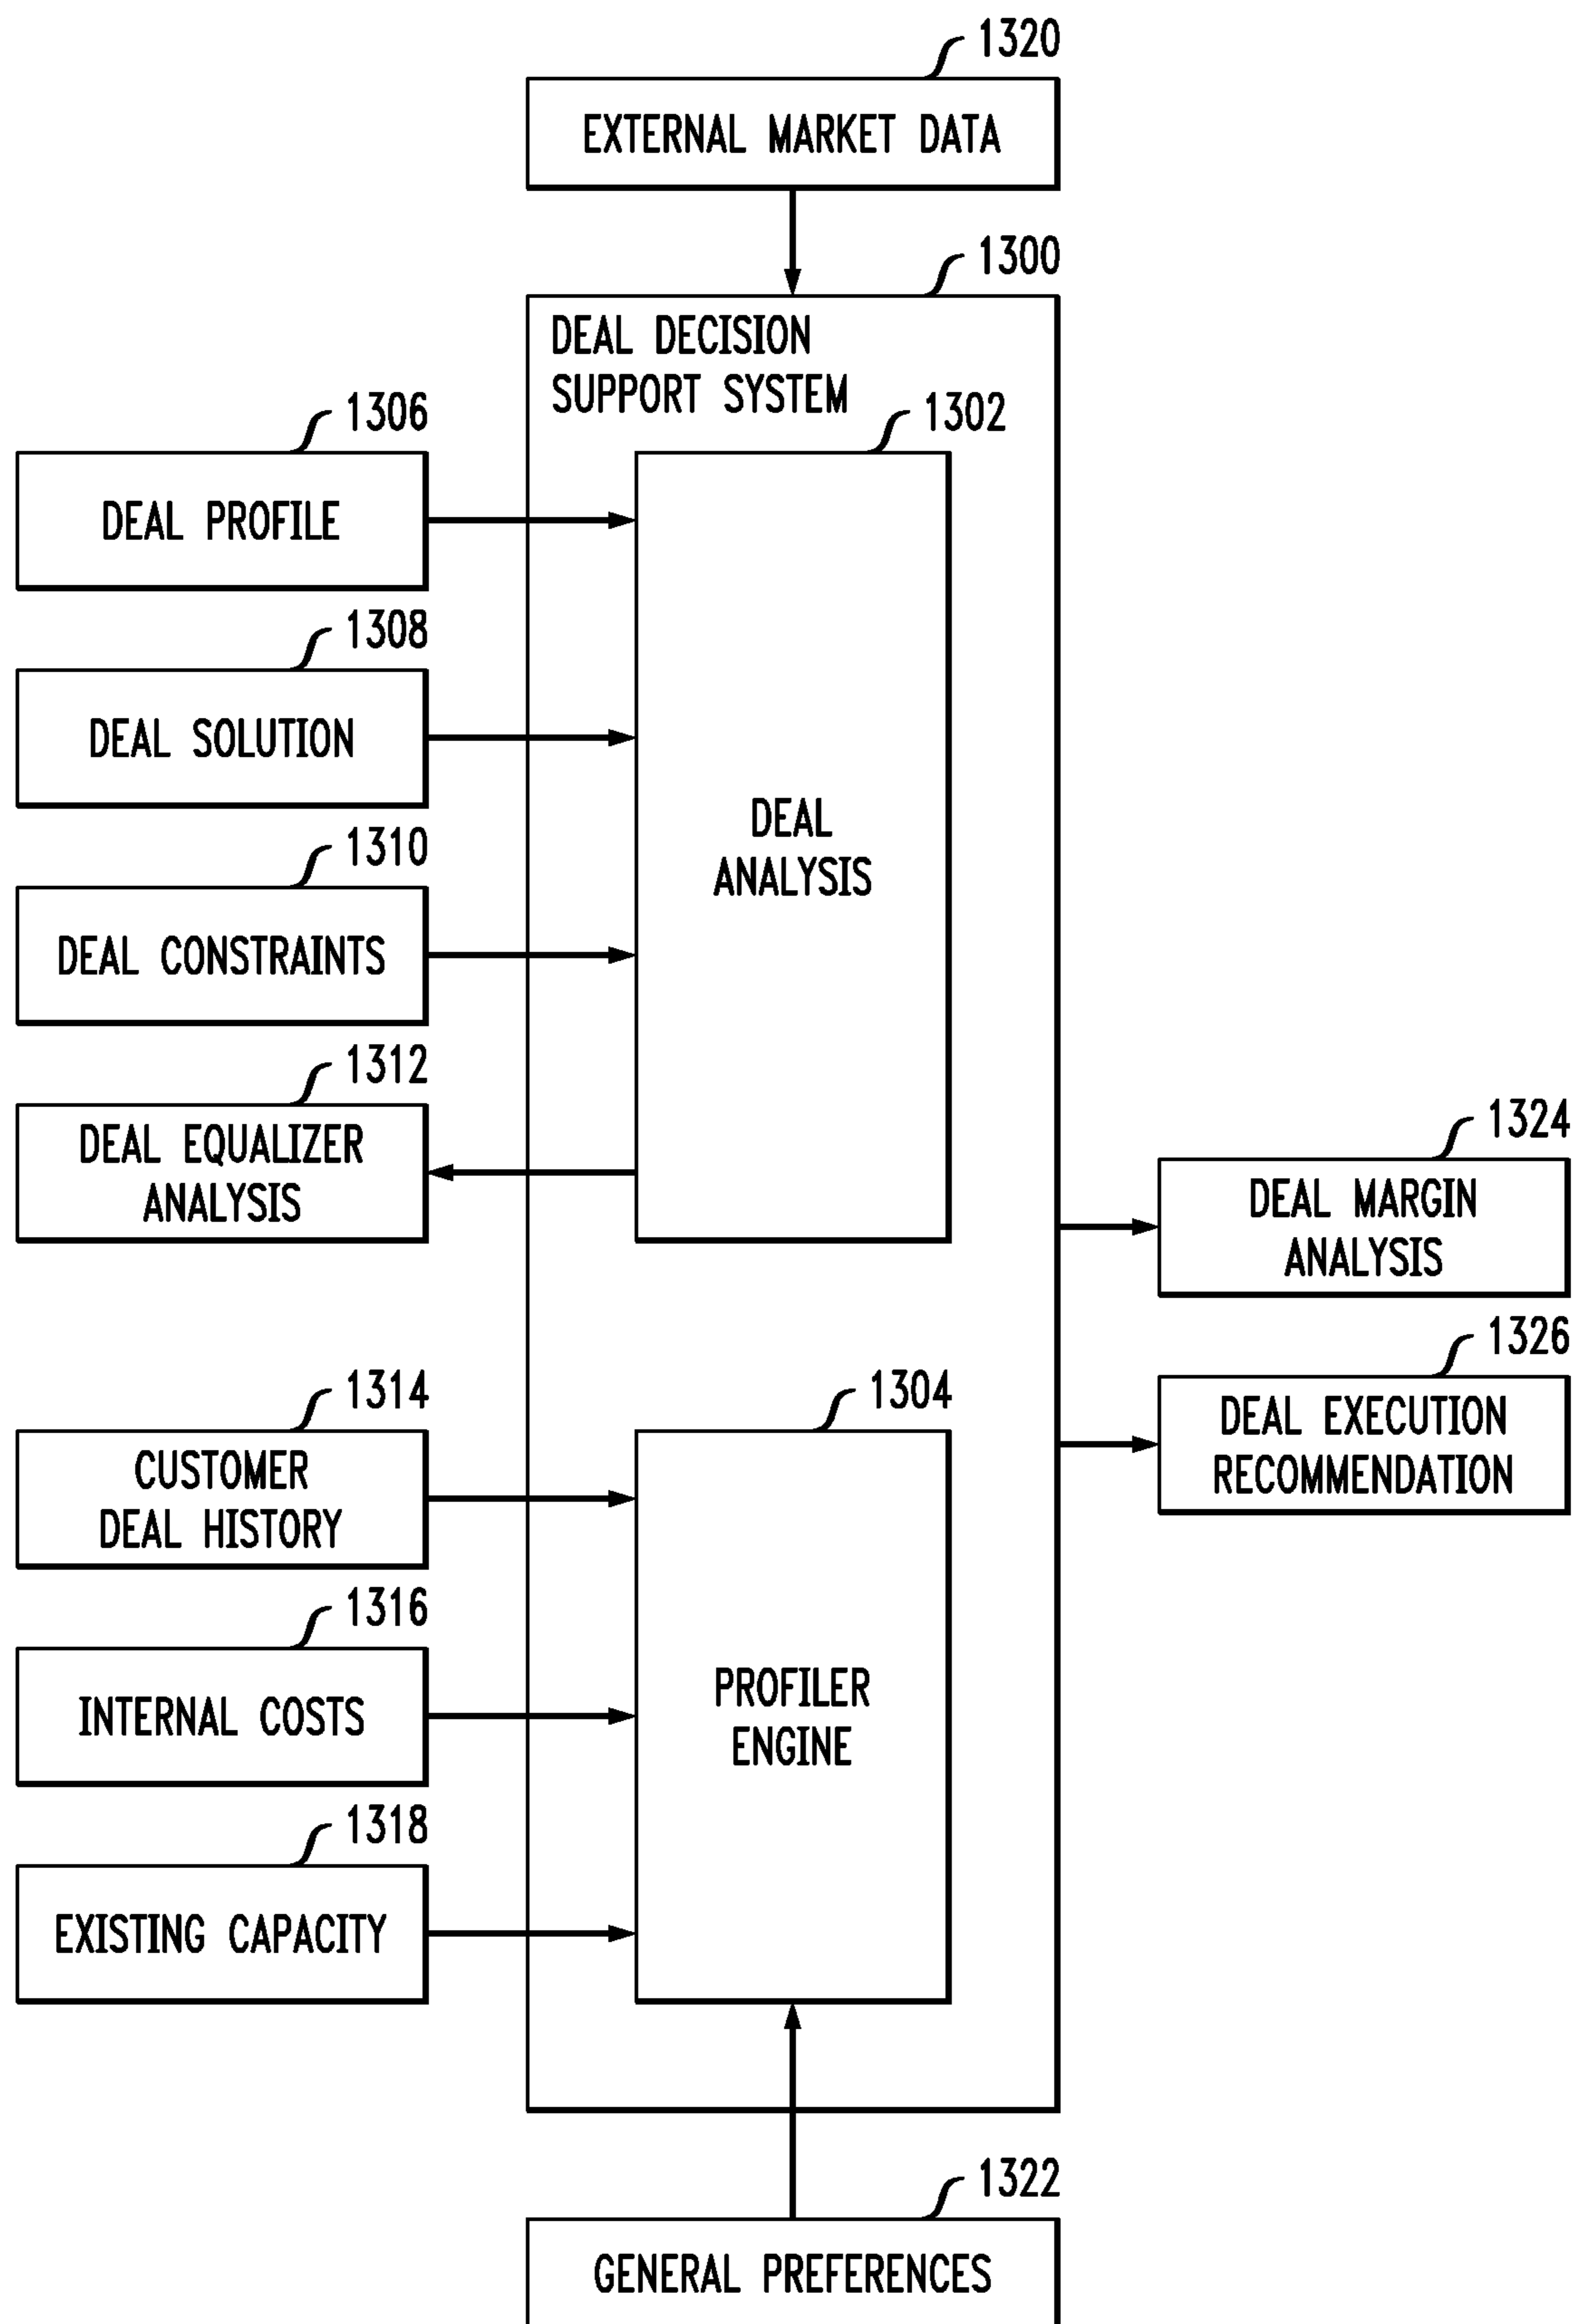 1320
EXTERNAL MARKET DATA
1300
DEAL DECISION
SUPPORT SYSTEM
1302
DEAL
ANALYSIS
1306
DEAL PROFILE
1308
DEAL SOLUTION
1310
DEAL CONSTRAINTS
1312
DEAL EQUALIZER
ANALYSIS
1314
CUSTOMER
DEAL HISTORY
1316
INTERNAL COSTS
1318
EXISTING CAPACITY
1304
PROFILER
ENGINE
1324
DEAL MARGIN
ANALYSIS
1326
DEAL EXECUTION
RECOMMENDATION
1322
GENERAL PREFERENCES